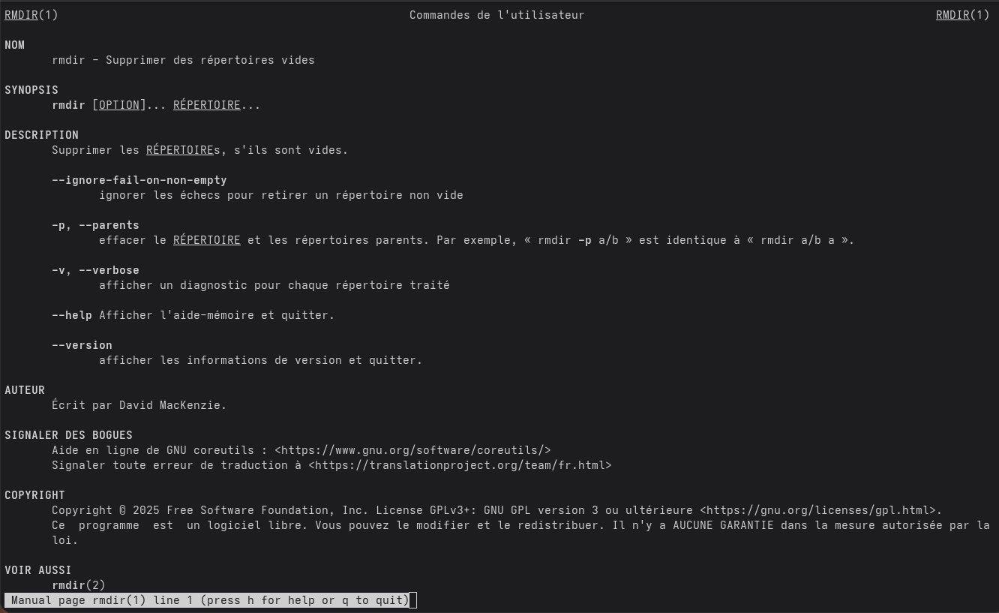 RMDIR(1) Commandes de l'utilisateur RMDIR(1)
NOM
rmdir - Supprimer des répertoires vides
SYNOPSIS
rmdir [OPTION]... RÉPERTOIRE...
DESCRIPTION
Supprimer les RÉPERTOIREs, s'ils sont vides.
--ignore-fail-on-non-empty
ignorer les échecs pour retirer un répertoire non vide
-p, --parents
effacer le RÉPERTOIRE et les répertoires parents. Par exemple, « rmdir -p a/b » est identique à « rmdir a/b a ».
-v, --verbose
afficher un diagnostic pour chaque répertoire traité
--help Afficher l'aide-mémoire et quitter.
--version
afficher les informations de version et quitter.
AUTEUR
Écrit par David MacKenzie.
SIGNALER DES BOGUES
Aide en ligne de GNU coreutils : <https://www.gnu.org/software/coreutils/>
Signaler toute erreur de traduction à <https://translationproject.org/team/fr.html>
COPYRIGHT
Copyright © 2025 Free Software Foundation, Inc. License GPLv3+: GNU GPL version 3 ou ultérieure <https://gnu.org/licenses/gpl.html>.
Ce programme est un logiciel libre. Vous pouvez le modifier et le redistribuer. Il n'y a AUCUNE GARANTIE dans la mesure autorisée par la
loi.
VOIR AUSSI
rmdir(2)
Manual page rmdir(1) line 1 (press h for help or q to quit)